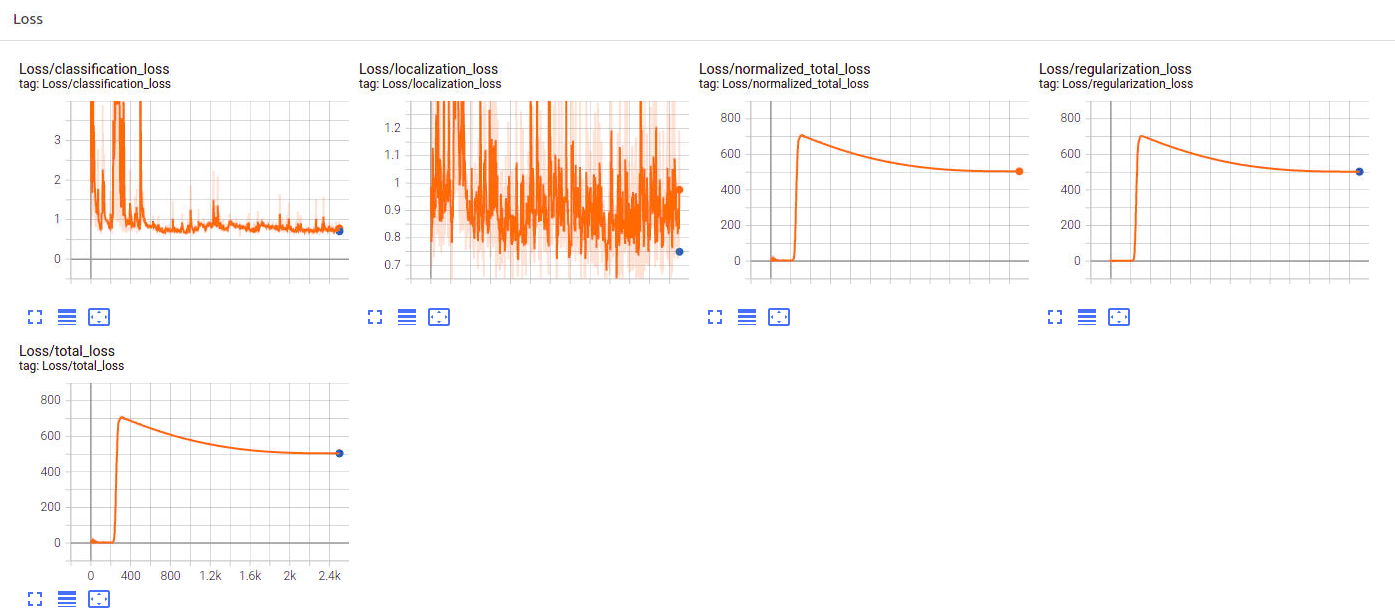 Loss
Loss/classification_loss
tag: Loss/classification_loss
3
2
1
0
Loss/localization_loss
tag: Loss/localization_loss
1.2
1.1
1
0.9
0.8
0.7
Loss/normalized_total_loss
tag: Loss/normalized_total_loss
800
600
400
200
0
Loss/regularization_loss
tag: Loss/regularization_loss
800
600
400
200
0
Loss/total_loss
tag: Loss/total_loss
800
600
400
200
0
0 400 800 1.2k 1.6k 2k 2.4k